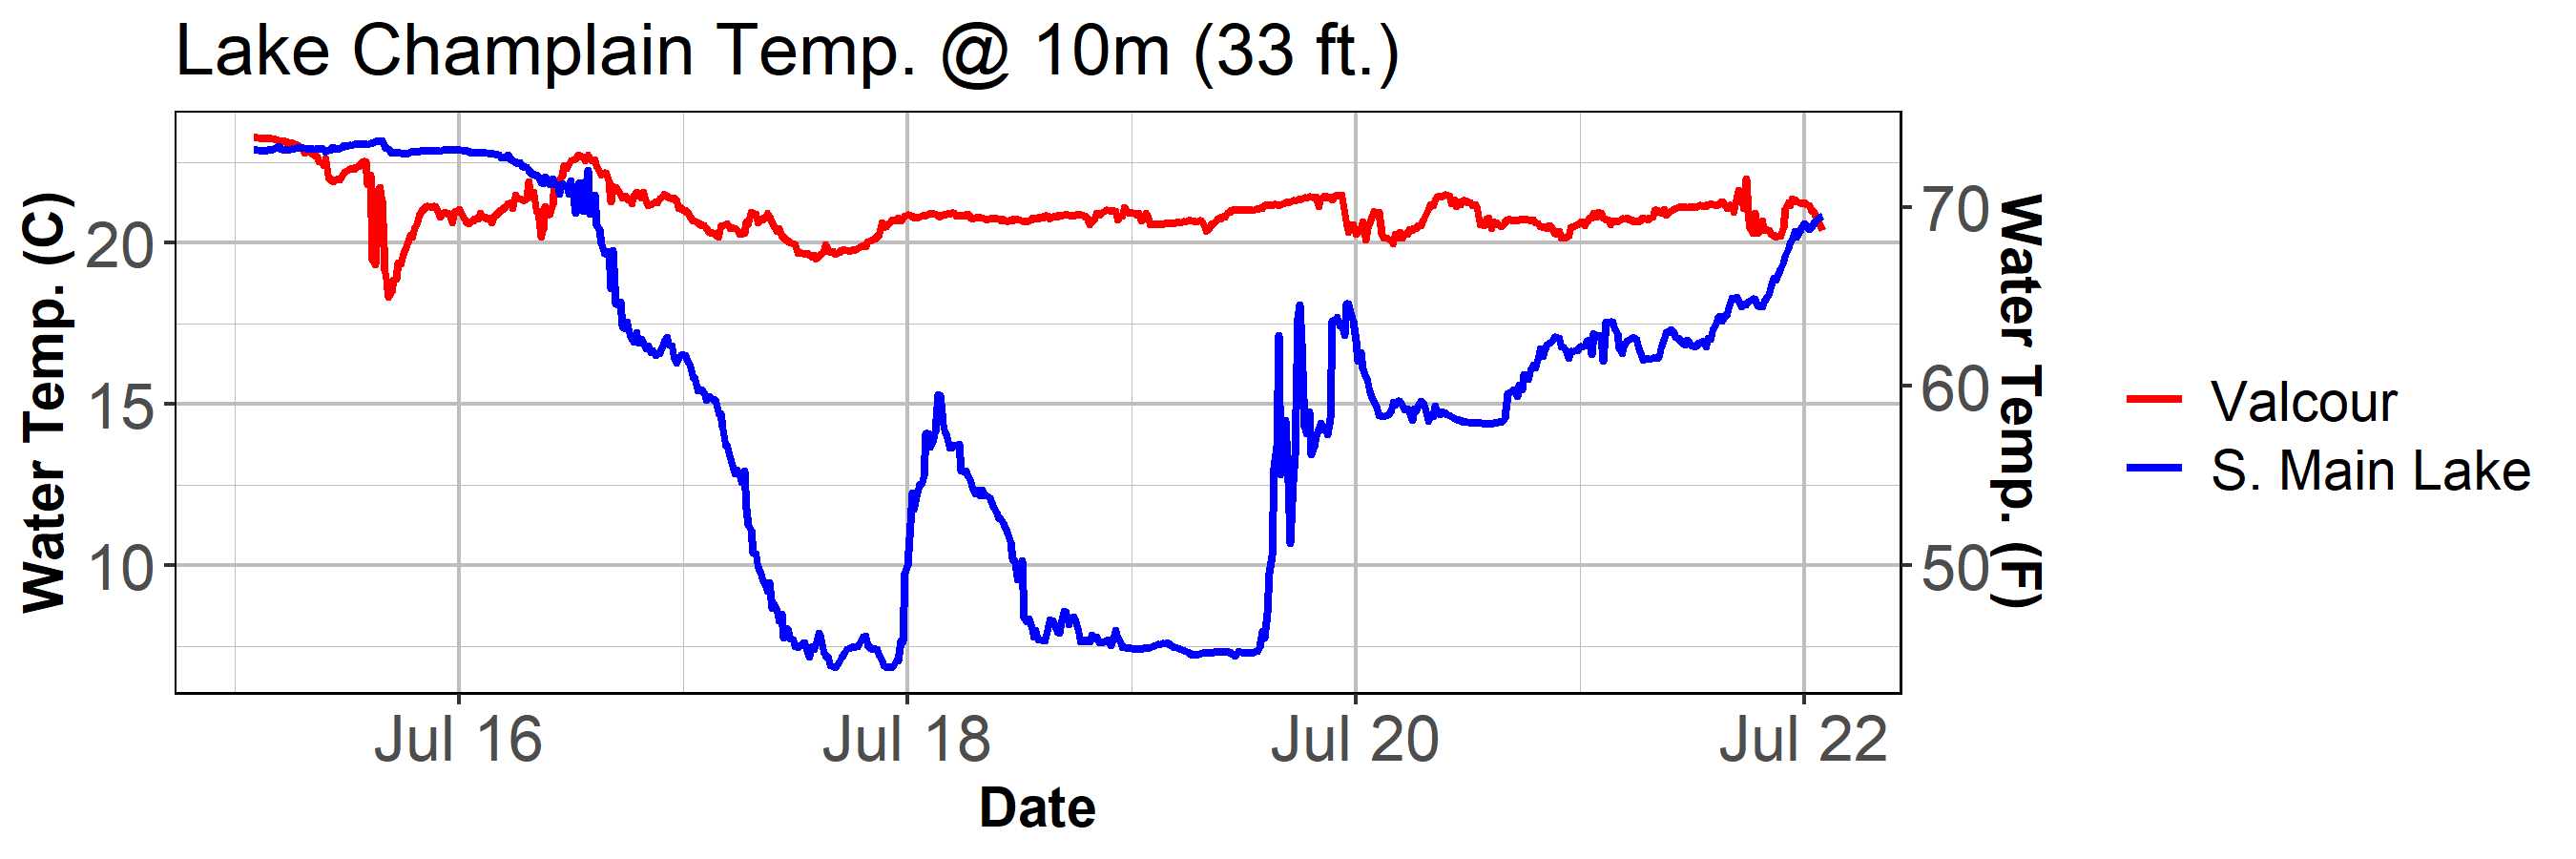 Lake Champlain Temp. @ 10m (33 ft.)
Water Temp. (C)
20
15
10
70
60
50
Water Temp. (F)
Jul 16 Jul 18 Jul 20 Jul 22
Date
Valcour
S. Main Lake